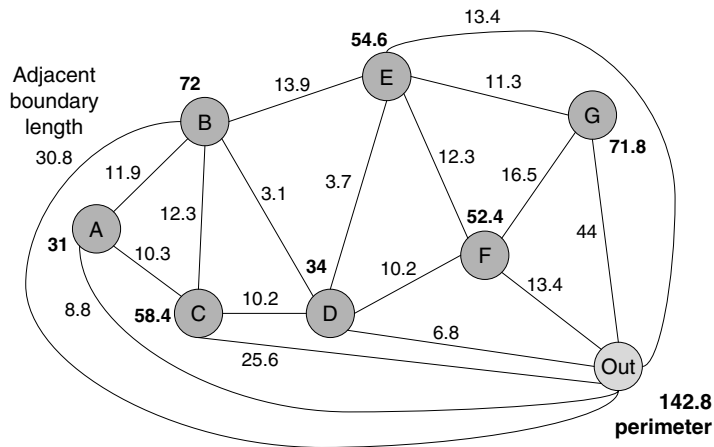 13.4
54.6
E
Adjacent
boundary
length
72
13.9
11.3
B
G
30.8
71.8
11.9
12.3
3.1
3.7
12.3
16.5
A
31
52.4
44
10.3
34
F
10.2
8.8
58.4
C
10.2
D
13.4
6.8
25.6
Out
142.8
perimeter